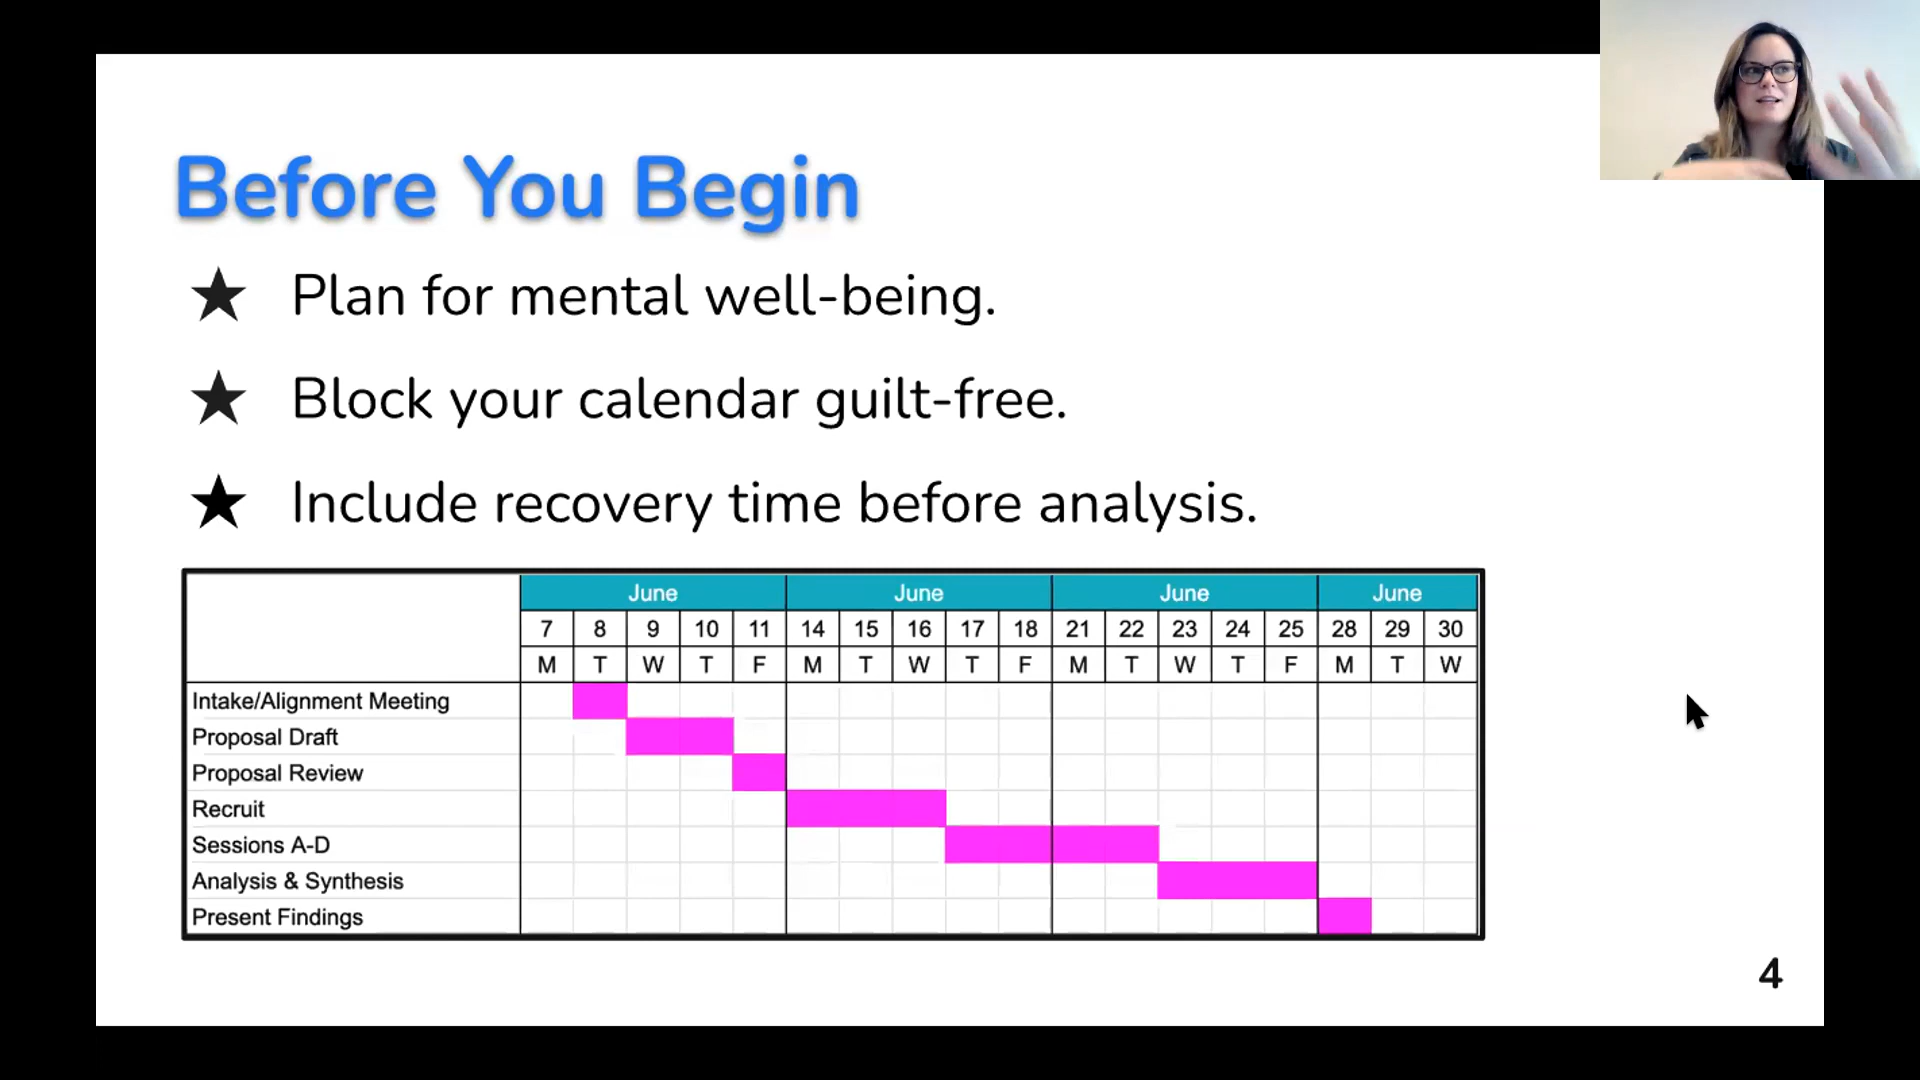 Before You Begin
★ Plan for mental well-being.
★ Block your calendar guilt-free.
★ Include recovery time before analysis.
June June June June
7 8 9 10 11 14 15 16 17 18 21 22 23 24 25 28 29 30
M T W T F M T W T F M T W T F M T W
Intake/Alignment Meeting
Proposal Draft
Proposal Review
Recruit
Sessions A-D
Analysis & Synthesis
Present Findings
4